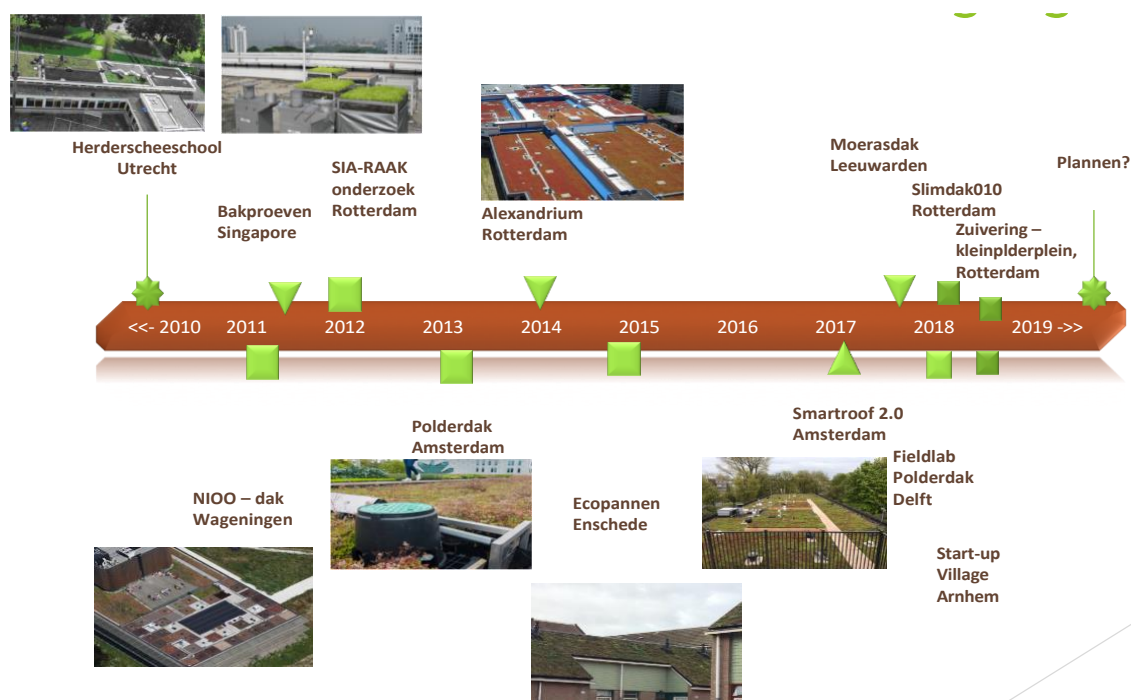 Herderscheeschool
Utrecht
Bakproeven
Singapore
SIA-RAAK
onderzoek
Rotterdam
Alexandrium
Rotterdam
Moerasdak
Leeuwarden
Slimdak010
Rotterdam
Zuivering –
kleinplderplein,
Rotterdam
Plannen?
<<- 2010
2011
2012
2013
2014
2015
2016
2017
2018
2019 ->>
NIOO – dak
Wageningen
Polderdak
Amsterdam
Ecopannen
Enschede
Smartroof 2.0
Amsterdam
Fieldlab
Polderdak
Delft
Start-up
Village
Arnhem